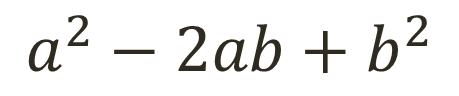 a² − 2ab + b²